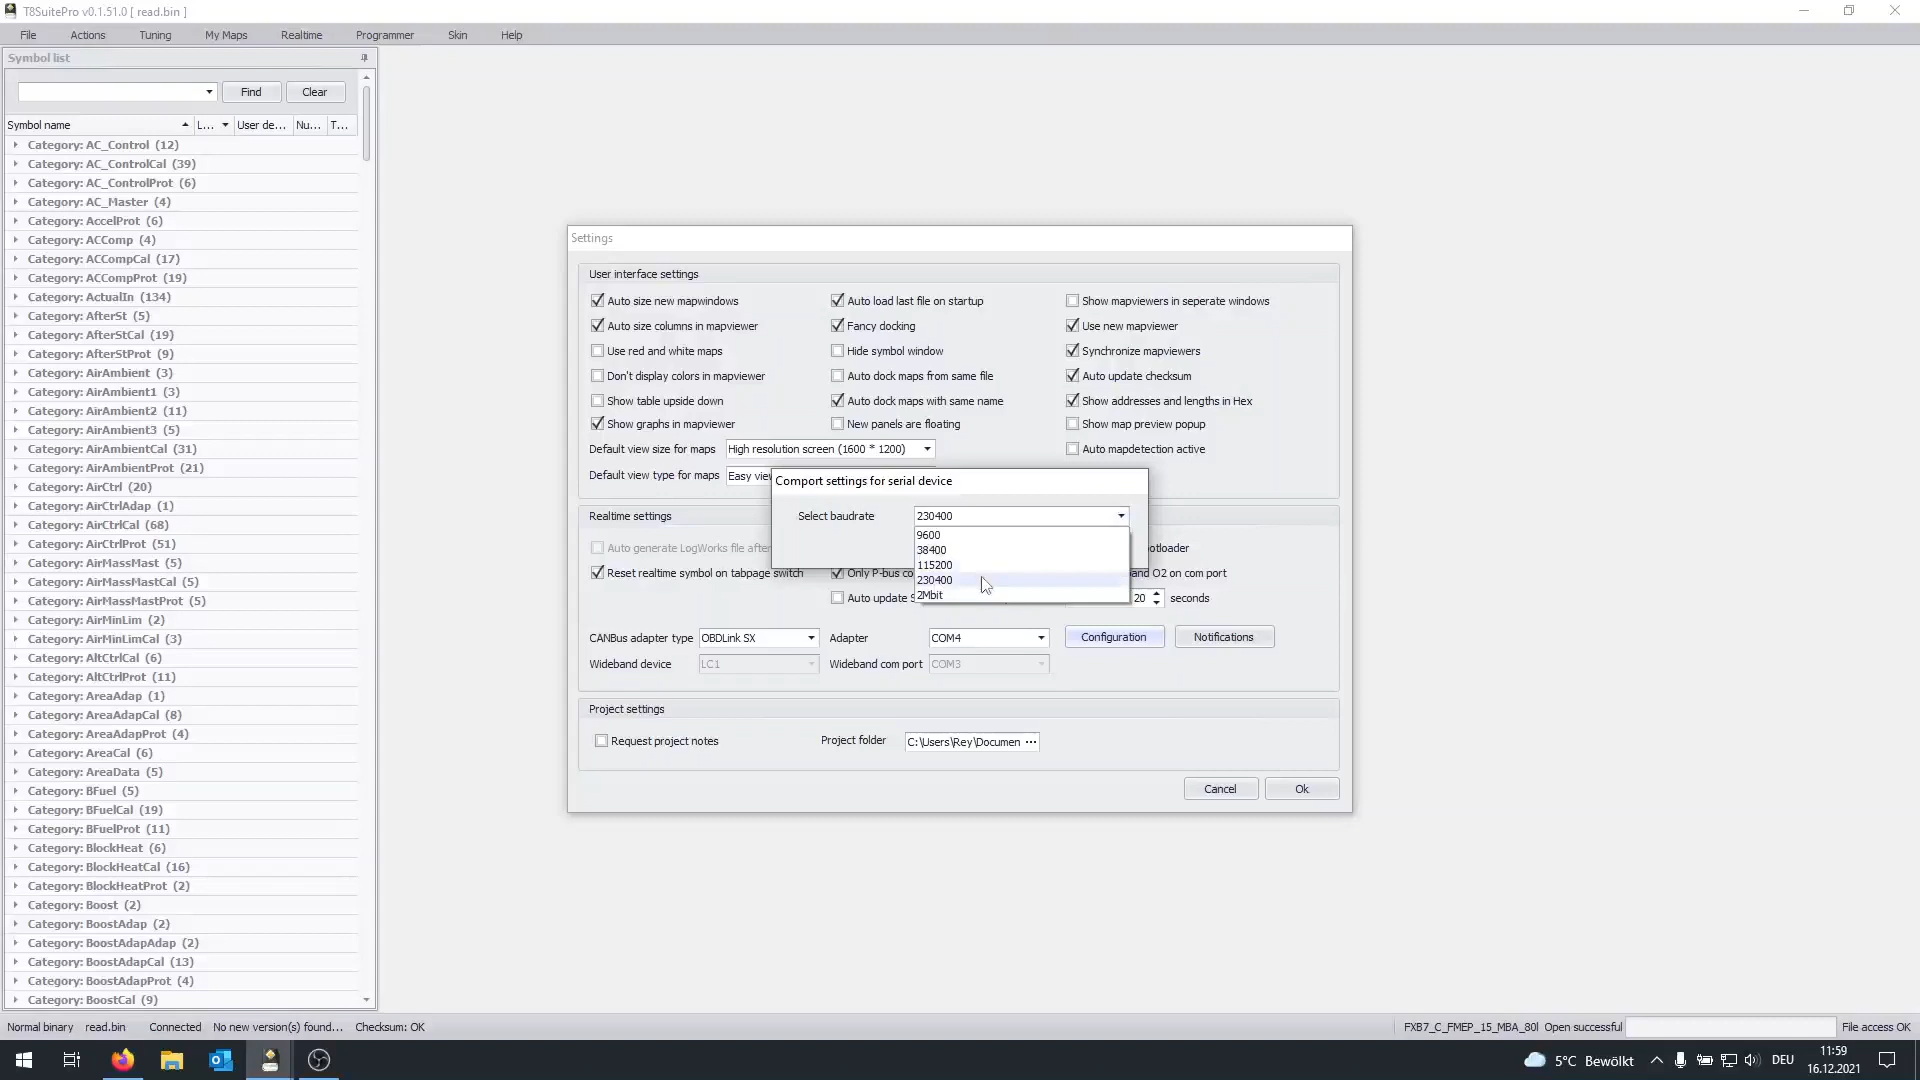 T8SuitePro v0.1.51.0 [ read.bin ]
File Actions Tuning My Maps Realtime Programmer Skin Help
Symbol list
Find Clear
Symbol name L... User de... Nu... T...
Category: AC_Control (12)
Category: AC_ControlCal (39)
Category: AC_ControlProt (6)
Category: AC_Master (4)
Category: AccelProt (6)
Category: ACComp (4)
Category: ACCompCal (17)
Category: ACCompProt (19)
Category: ActualIn (134)
Category: AfterSt (5)
Category: AfterStCal (19)
Category: AfterStProt (9)
Category: AirAmbient (3)
Category: AirAmbient1 (3)
Category: AirAmbient2 (11)
Category: AirAmbient3 (5)
Category: AirAmbientCal (31)
Category: AirAmbientProt (21)
Category: AirCtrl (20)
Category: AirCtrlAdap (1)
Category: AirCtrlCal (68)
Category: AirCtrlProt (51)
Category: AirMassMast (5)
Category: AirMassMastCal (5)
Category: AirMassMastProt (5)
Category: AirMinLim (2)
Category: AirMinLimCal (3)
Category: AltCtrlCal (6)
Category: AltCtrlProt (11)
Category: AreaAdap (1)
Category: AreaAdapCal (8)
Category: AreaAdapProt (4)
Category: AreaCal (6)
Category: AreaData (5)
Category: BFuel (5)
Category: BFuelCal (19)
Category: BFuelProt (11)
Category: BlockHeat (6)
Category: BlockHeatCal (16)
Category: BlockHeatProt (2)
Category: Boost (2)
Category: BoostAdap (2)
Category: BoostAdapAdap (2)
Category: BoostAdapCal (13)
Category: BoostAdapProt (4)
Category: BoostCal (9)
Settings
User interface settings
Auto size new mapwindows Auto load last file on startup Show mapviewers in seperate windows
Auto size columns in mapviewer Fancy docking Use new mapviewer
Use red and white maps Hide symbol window Synchronize mapviewers
Don't display colors in mapviewer Auto dock maps from same file Auto update checksum
Show table upside down Auto dock maps with same name Show addresses and lengths in Hex
Show graphs in mapviewer New panels are floating Show map preview popup
Default view size for maps High resolution screen (1600 * 1200) Auto mapdetection active
Default view type for maps Easy view
Comport settings for serial device
Select baudrate 230400
9600
38400
115200
230400
2Mbit
Realtime settings
Auto generate LogWorks file after otloader
Reset realtime symbol on tabpage switch Only P-bus co and O2 on com port
Auto update S 20 seconds
CANBus adapter type OBDLink SX Adapter COM4 Configuration Notifications
Wideband device LC1 Wideband com port COM3
Project settings
Request project notes Project folder C:\Users\Rey\Documen ...
Cancel Ok
Normal binary read.bin Connected No new version(s) found... Checksum: OK FXB7_C_FMEP_15_MBA_80l Open successful File access OK
5°C Bewölkt DEU 11:59
16.12.2021